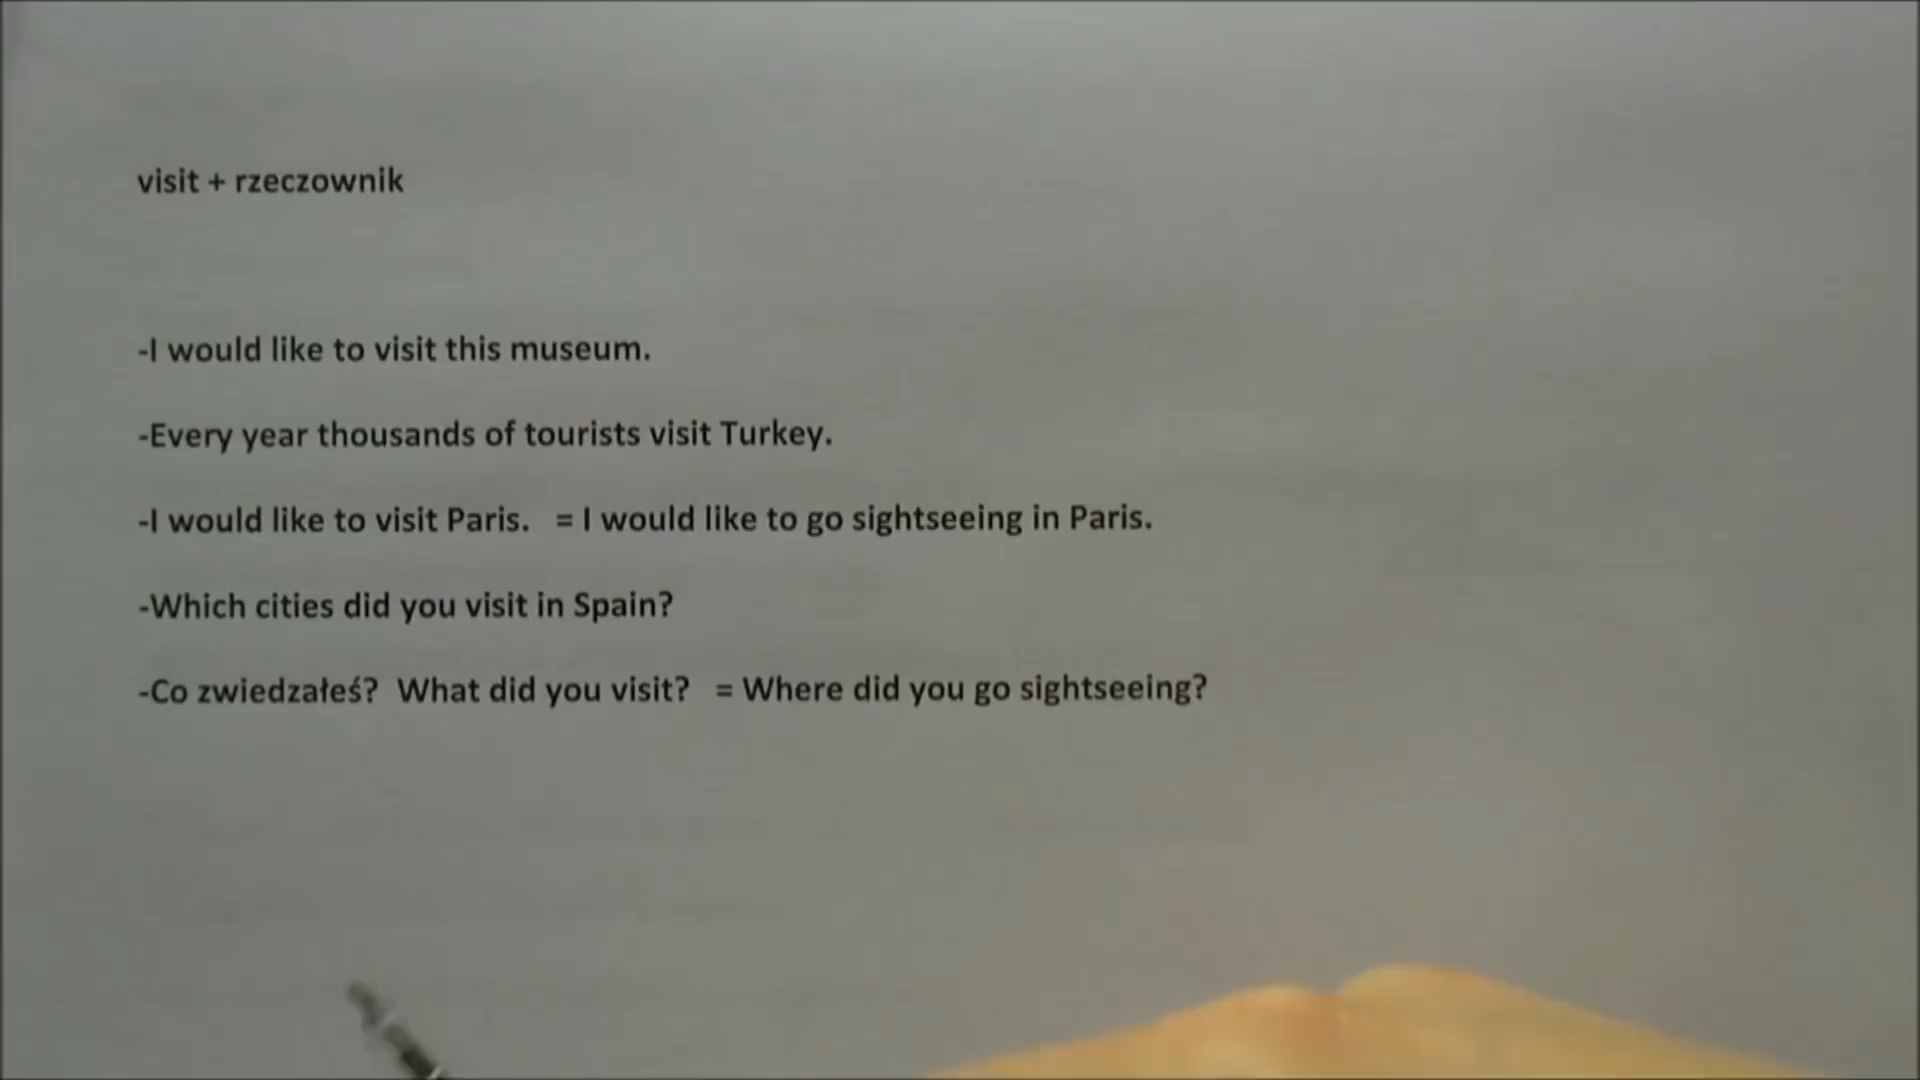 visit + rzeczownik
-I would like to visit this museum.
-Every year thousands of tourists visit Turkey.
-I would like to visit Paris.   = I would like to go sightseeing in Paris.
-Which cities did you visit in Spain?
-Co zwiedzałeś?  What did you visit?   = Where did you go sightseeing?